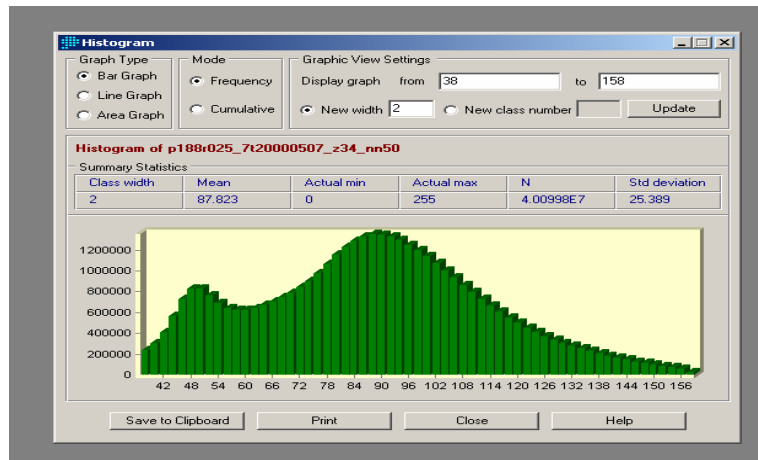 Histogram
Graph Type Mode Graphic View Settings
Bar Graph Frequency Display graph from 38 to 158
Line Graph
Area Graph Cumulative New width 2 New class number Update
Histogram of p188r025_7t20000507_z34_nn50
Summary Statistics
Class width Mean Actual min Actual max N Std deviation
2 87.823 0 255 4.00998E7 25.389
1200000
1000000
800000
600000
400000
200000
0
42 48 54 60 66 72 78 84 90 96 102 108 114 120 126 132 138 144 150 156
Save to Clipboard Print Close Help